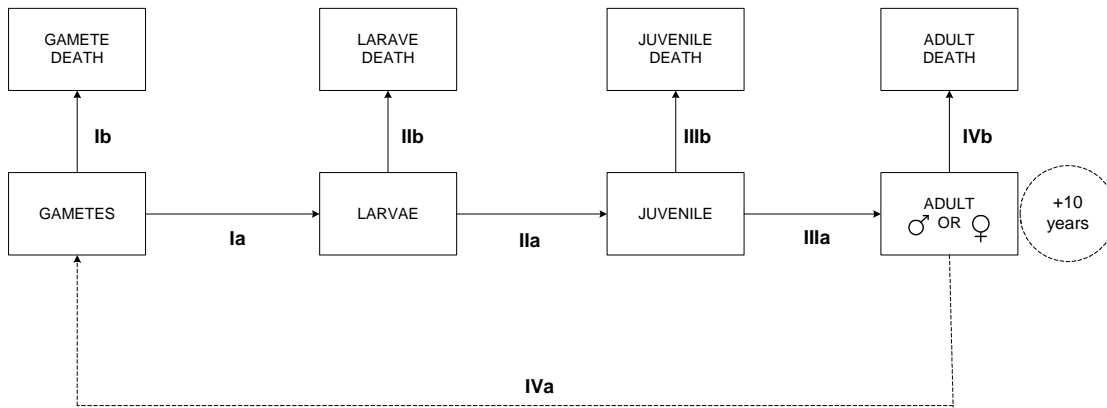 GAMETE
DEATH
LARAVE
DEATH
JUVENILE
DEATH
ADULT
DEATH
Ib
IIb
IIIb
IVb
GAMETES
LARVAE
JUVENILE
ADULT
♂ OR ♀
+10
years
Ia
IIa
IIIa
IVa